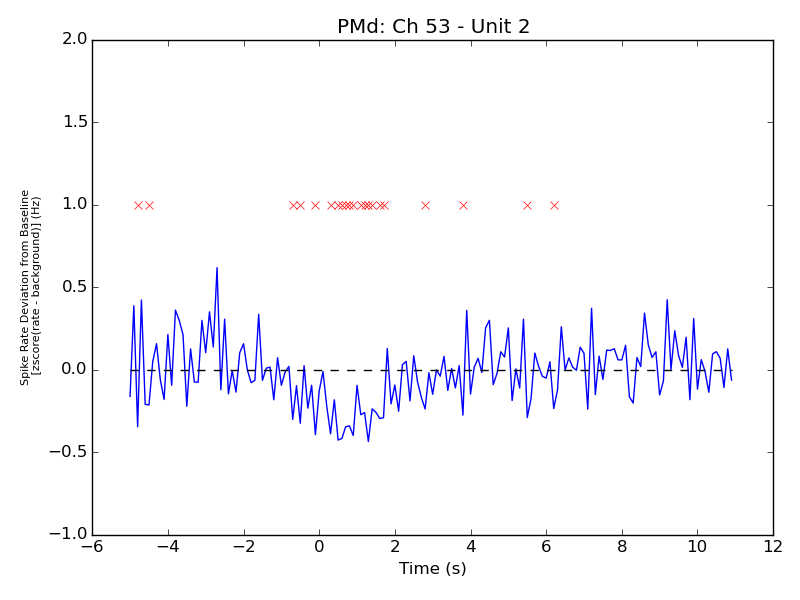 PMd: Ch 53 - Unit 2
2.0
1.5
1.0
0.5
0.0
−0.5
−1.0
Spike Rate Deviation from Baseline
[zscore(rate - background)] (Hz)
−6 −4 −2 0 2 4 6 8 10 12
Time (s)